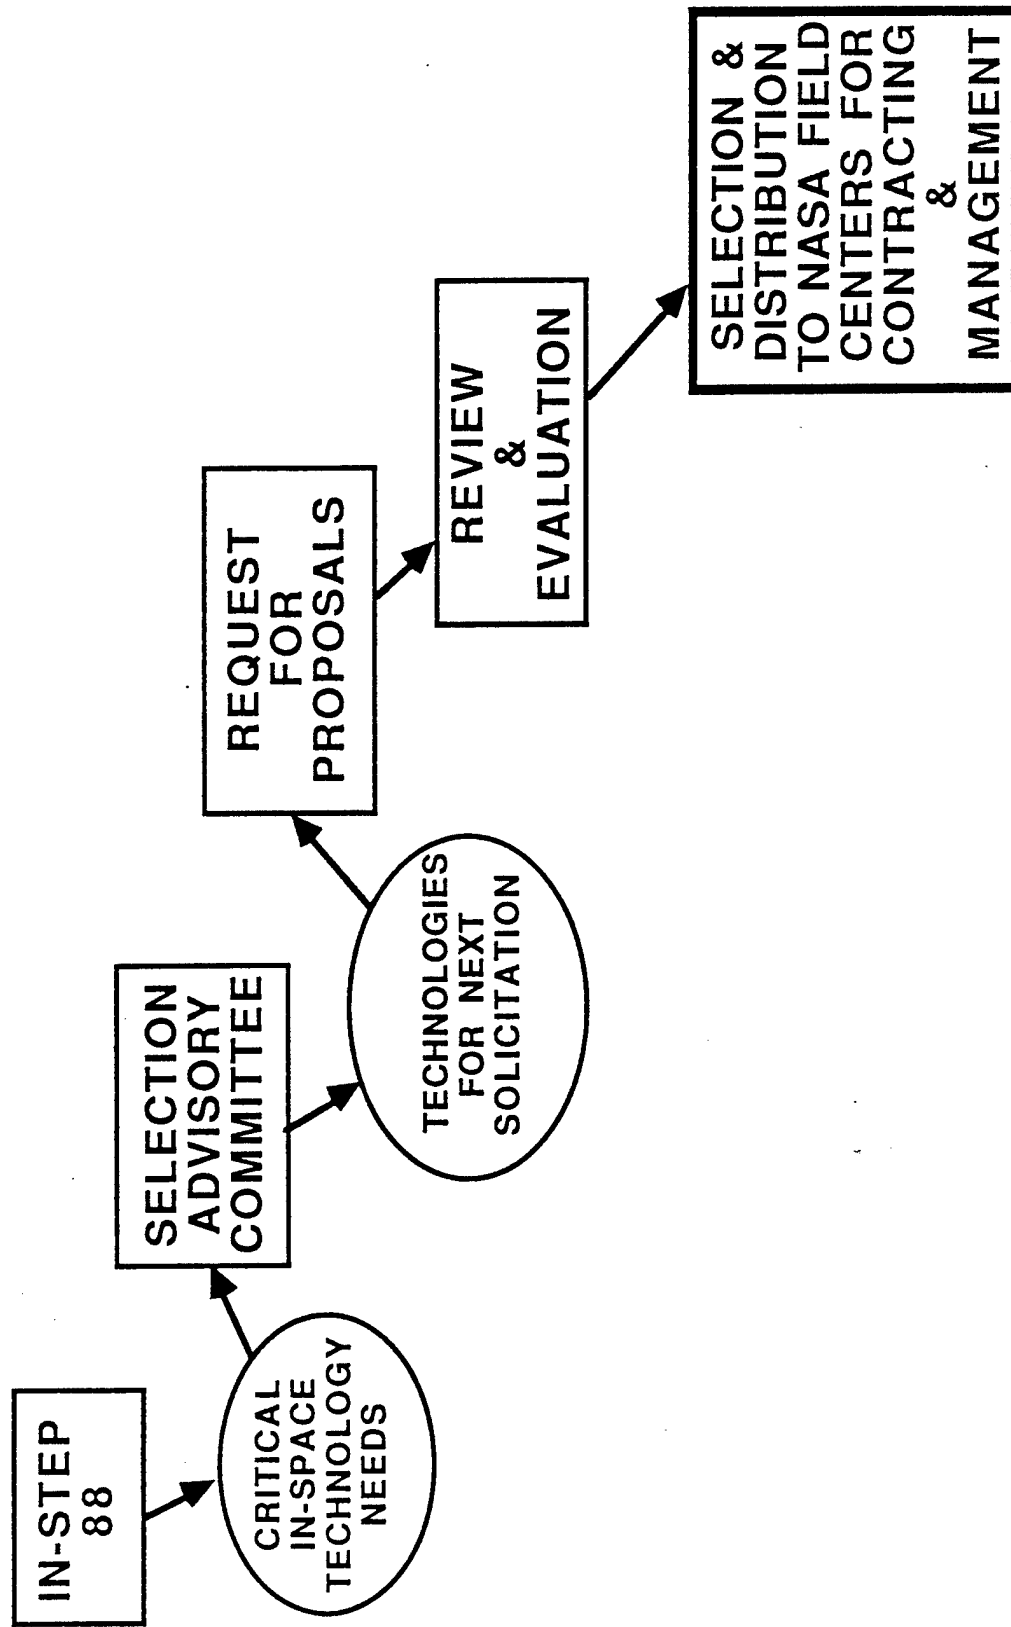 IN-STEP
88
CRITICAL
IN-SPACE
TECHNOLOGY
NEEDS
SELECTION
ADVISORY
COMMITTEE
TECHNOLOGIES
FOR NEXT
SOLICITATION
REQUEST
FOR
PROPOSALS
REVIEW
&
EVALUATION
SELECTION &
DISTRIBUTION
TO NASA FIELD
CENTERS FOR
CONTRACTING
&
MANAGEMENT